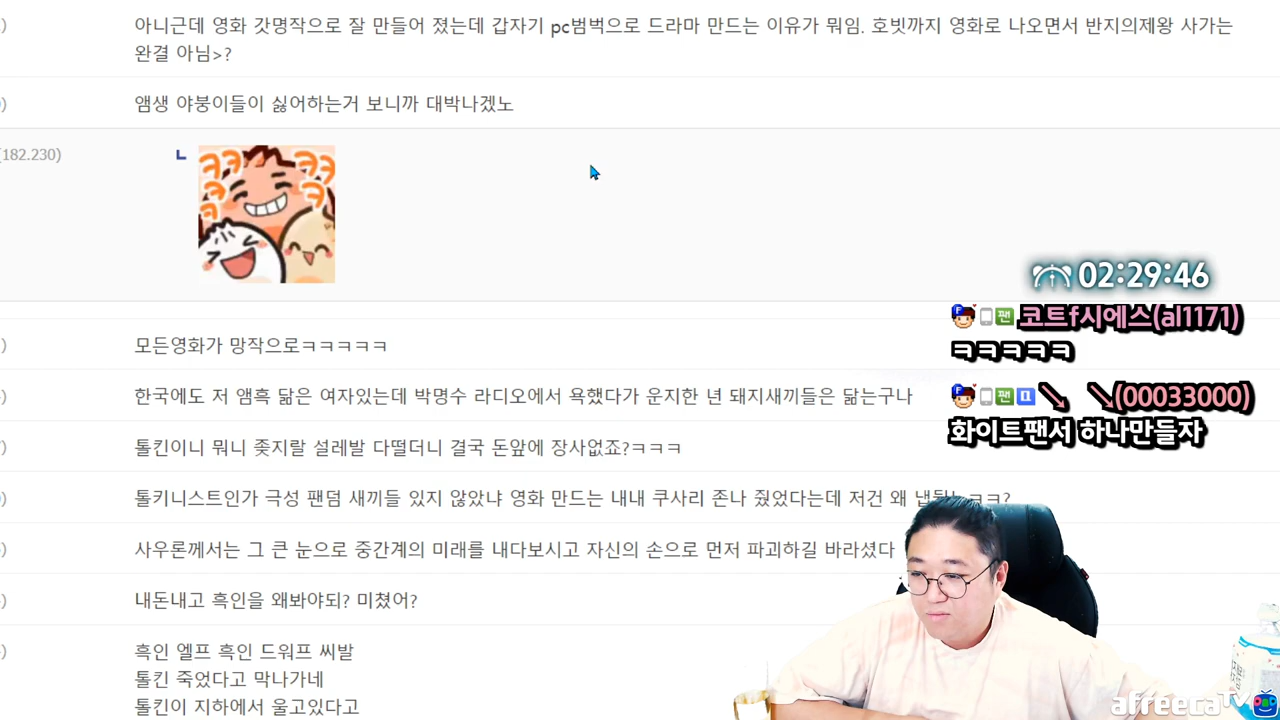 아니근데 영화 갓명작으로 잘 만들어 졌는데 갑자기 pc범벅으로 드라마 만드는 이유가 뭐임. 호빗까지 영화로 나오면서 반지의제왕 사가는
완결 아님>?
앰생 야붕이들이 싫어하는거 보니까 대박나겠노
(182.230)
ㅋㅋ ㅋㅋ
ㅋ ㅋ
ㅋ
02:29:46
F 팬 코트f시에스(al1171)
ㅋㅋㅋㅋㅋ
모든영화가 망작으로ㅋㅋㅋㅋㅋ
한국에도 저 앰흑 닮은 여자있는데 박명수 라디오에서 욕했다가 운지한 년 돼지새끼들은 닮는구나
F 팬 ↘ ↘(00033000)
화이트팬서 하나만들자
톨킨이니 뭐니 좆지랄 설레발 다떨더니 결국 돈앞에 장사없죠?ㅋㅋㅋ
톨키니스트인가 극성 팬덤 새끼들 있지 않았냐 영화 만드는 내내 쿠사리 존나 줬었다는데 저건 왜
사우론께서는 그 큰 눈으로 중간계의 미래를 내다보시고 자신의 손으로 먼저 파괴하길 바라셨다
내돈내고 흑인을 왜봐야되? 미쳤어?
흑인 엘프 흑인 드워프 씨발
톨킨 죽었다고 막나가네
톨킨이 지하에서 울고있다고
afreecaTV